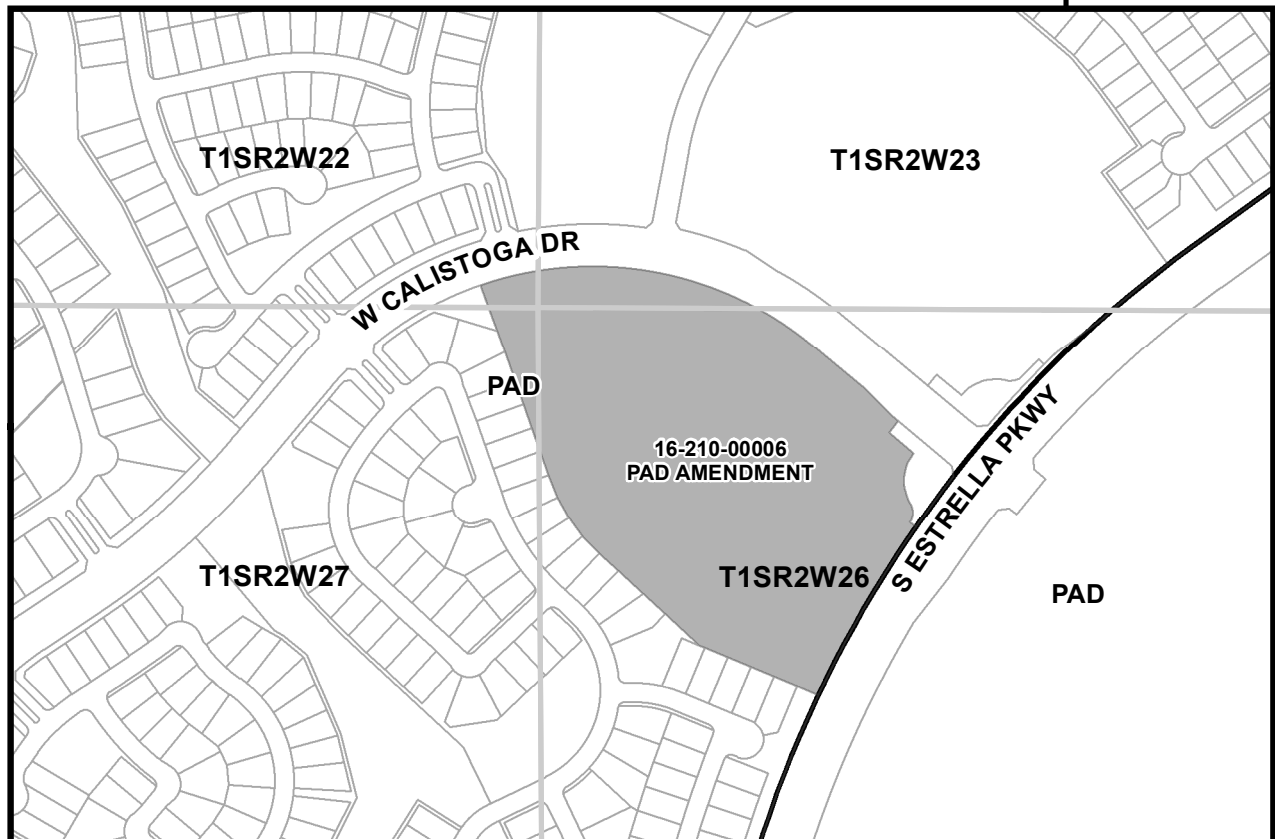 T1SR2W22
T1SR2W23
W CALISTOGA DR
PAD
16-210-00006
PAD AMENDMENT
S ESTRELLA PKWY
T1SR2W27
T1SR2W26
PAD